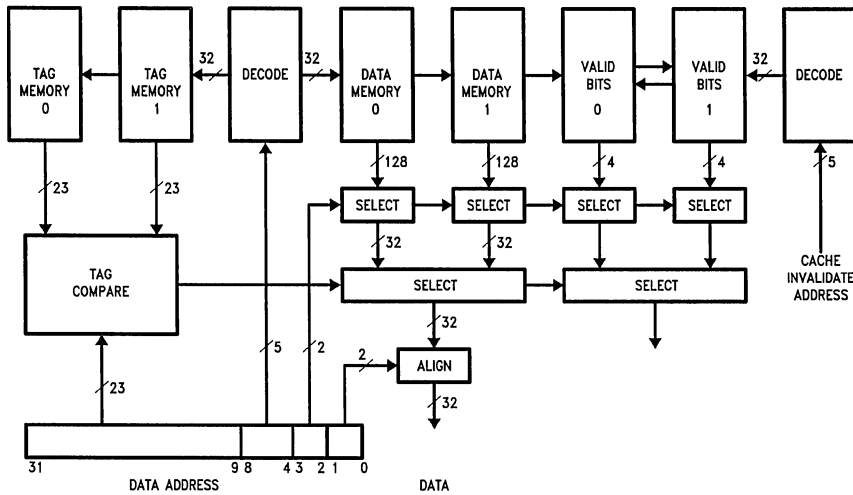 TAG
MEMORY
0
TAG
MEMORY
1
32
DECODE
32
DATA
MEMORY
0
DATA
MEMORY
1
VALID
BITS
0
VALID
BITS
1
32
DECODE
23
23
128
128
4
4
5
SELECT
SELECT
SELECT
SELECT
32
32
TAG
COMPARE
SELECT
SELECT
CACHE
INVALIDATE
ADDRESS
32
5
2
2
ALIGN
23
32
31
9
8
4
3
2
1
0
DATA ADDRESS
DATA